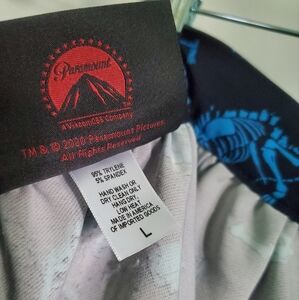 Paramount
A ViacomCBS Company
T.M. & © 2020 Paramount Pictures.
All Rights Reserved
95% TRYLENE
5% SPANDEX
HAND WASH OR
DRY CLEAN ONLY
HANG DRY
LOW HEAT
MADE IN AMERICA
OF IMPORTED GOODS
L